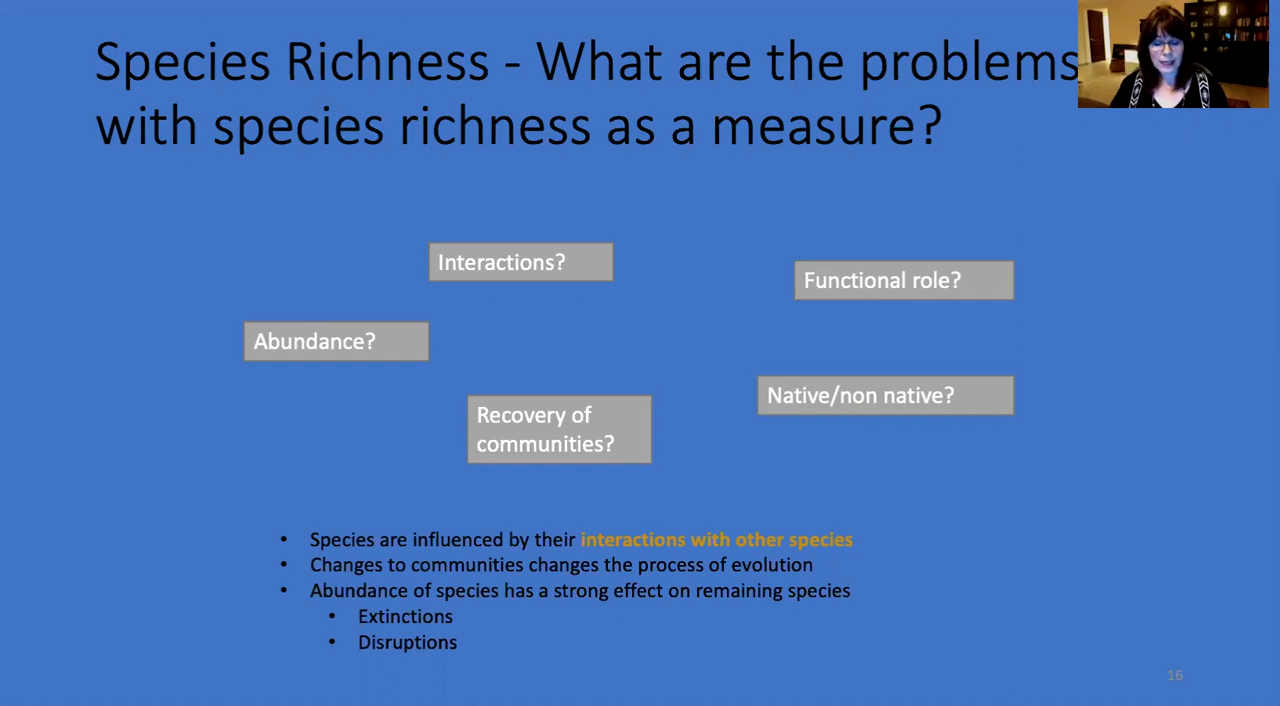 Species Richness - What are the problems
with species richness as a measure?
Interactions?
Functional role?
Abundance?
Native/non native?
Recovery of
communities?
• Species are influenced by their interactions with other species
• Changes to communities changes the process of evolution
• Abundance of species has a strong effect on remaining species
• Extinctions
• Disruptions
16